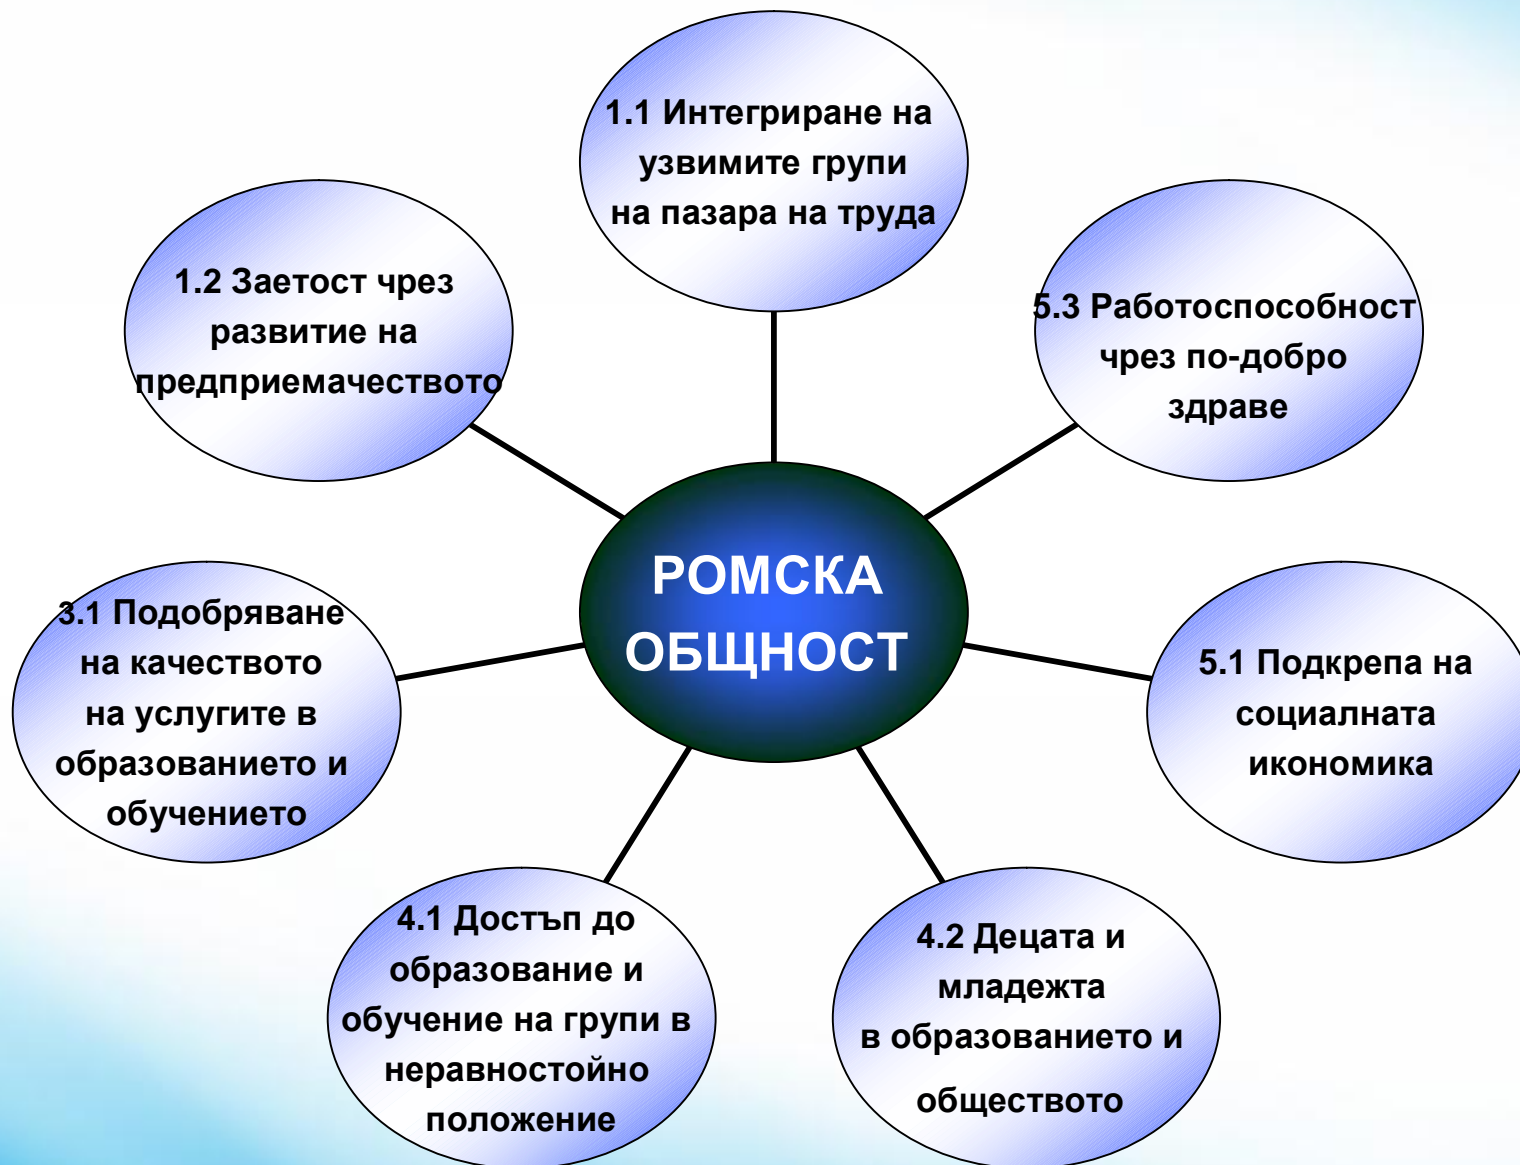 1.1 Интегриране на
узвимите групи
на пазара на труда
1.2 Заетост чрез
развитие на
предприемачеството
5.3 Работоспособност
чрез по-добро
здраве
РОМСКА
ОБЩНОСТ
3.1 Подобряване
на качеството
на услугите в
образованието и
обучението
5.1 Подкрепа на
социалната
икономика
4.1 Достъп до
образование и
обучение на групи в
неравностойно
положение
4.2 Децата и
младежта
в образованието и
обществото